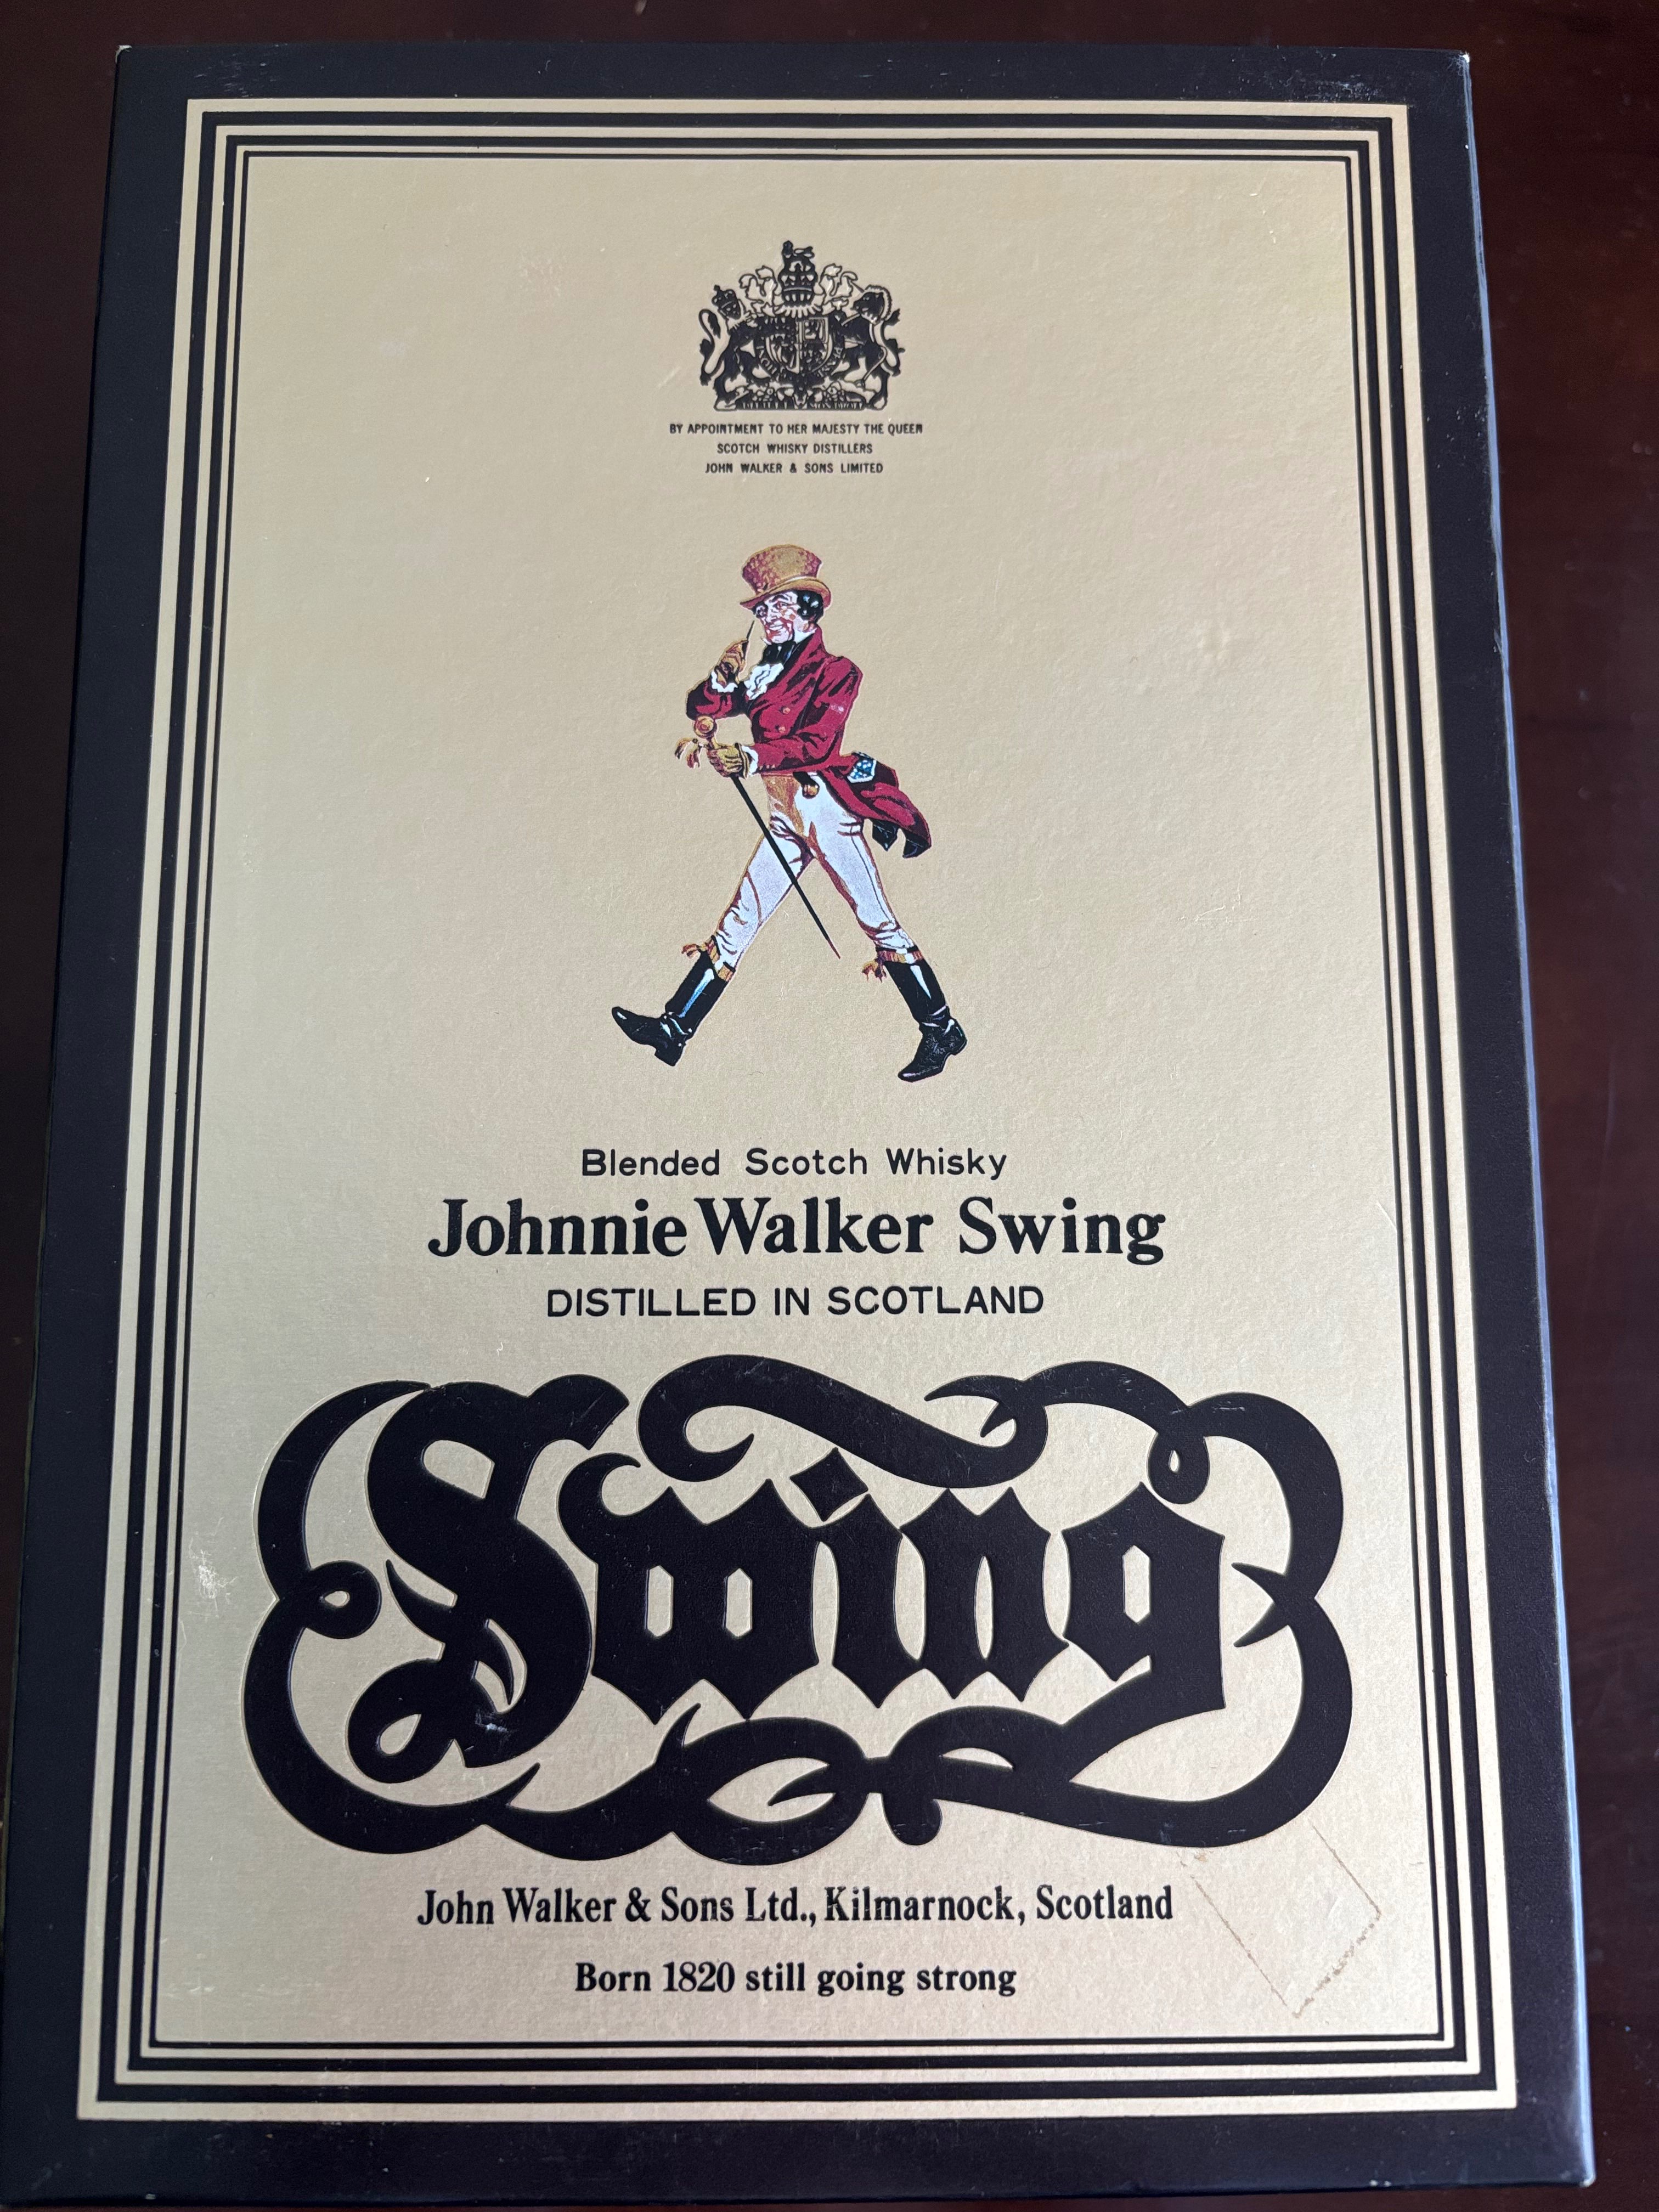 BY APPOINTMENT TO HER MAJESTY THE QUEEN
SCOTCH WHISKY DISTILLERS
JOHN WALKER & SONS LIMITED
Blended Scotch Whisky
Johnnie Walker Swing
DISTILLED IN SCOTLAND
Swing
John Walker & Sons Ltd., Kilmarnock, Scotland
Born 1820 still going strong